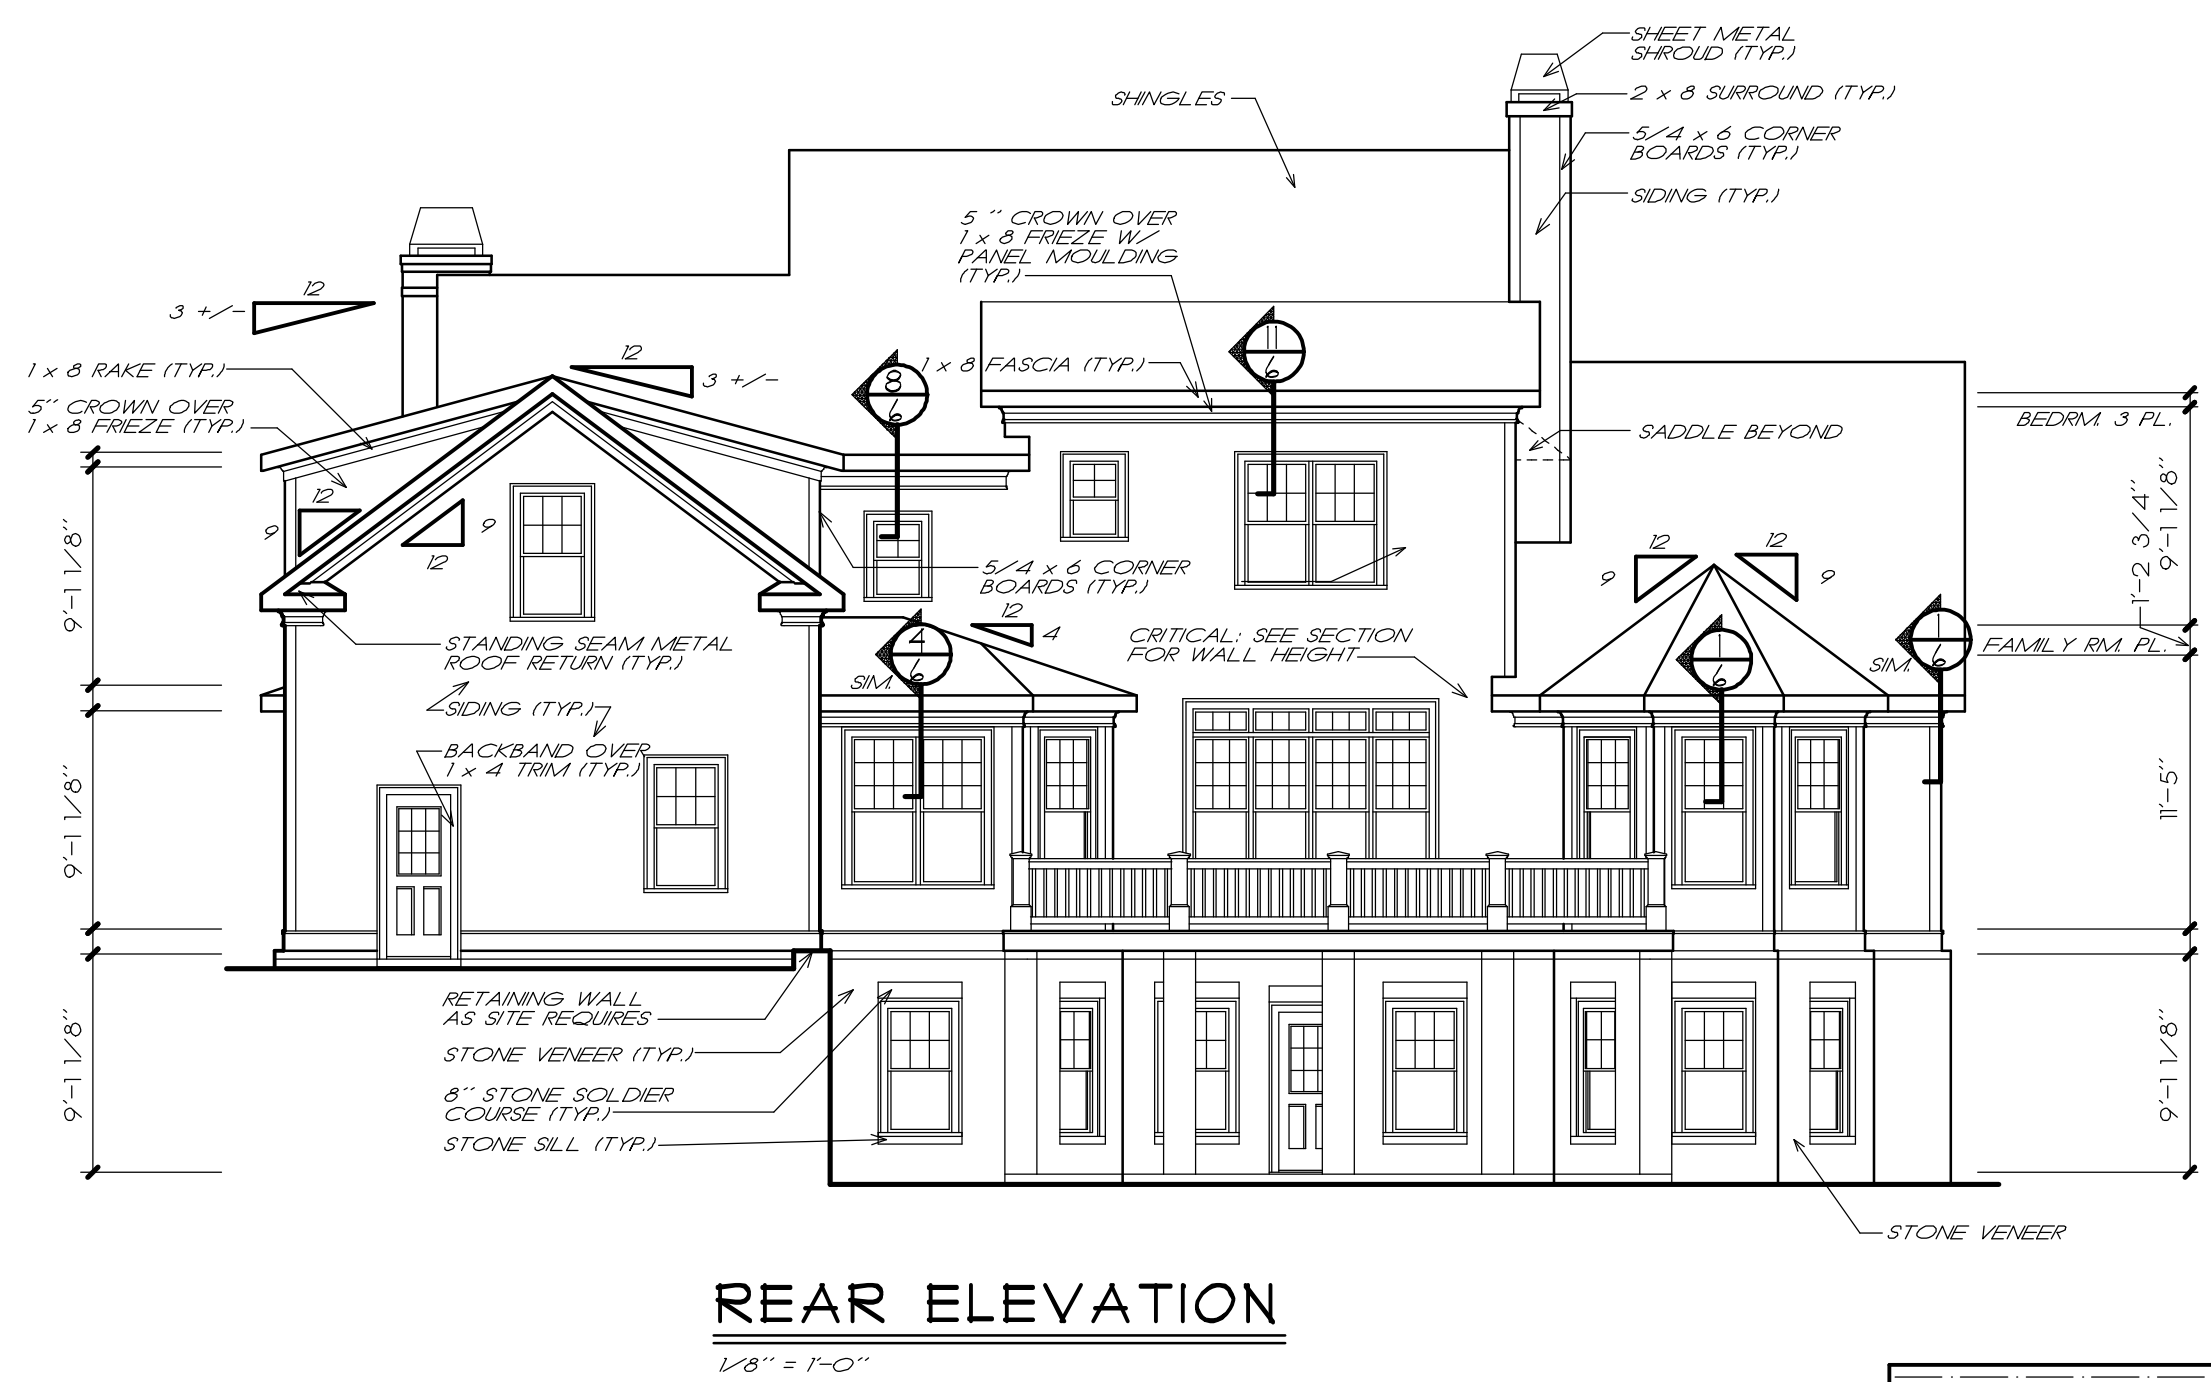 SHEET METAL
SHROUD (TYP.)
2 x 8 SURROUND (TYP.)
SHINGLES
5/4 x 6 CORNER
BOARDS (TYP.)
SIDING (TYP.)
5 " CROWN OVER
1 x 8 FRIEZE W/
PANEL MOULDING
(TYP.)
12
3 +/-
12
3 +/-
11
6
8
6
1 x 8 FASCIA (TYP.)
1 x 8 RAKE (TYP.)
5" CROWN OVER
1 x 8 FRIEZE (TYP.)
SADDLE BEYOND
BEDRM. 3 PL.
12
9
9
12
9'-1 1/8"
1'-2 3/4"
9'-1 1/8"
5/4 x 6 CORNER
BOARDS (TYP.)
12
9
12
9
12
4
STANDING SEAM METAL
ROOF RETURN (TYP.)
4
6
SIM.
CRITICAL: SEE SECTION
FOR WALL HEIGHT
1
6
1
6
SIM.
FAMILY RM. PL.
SIDING (TYP.)
BACKBAND OVER
1 x 4 TRIM (TYP.)
9'-1 1/8"
11'-5"
RETAINING WALL
AS SITE REQUIRES
STONE VENEER (TYP.)
8" STONE SOLDIER
COURSE (TYP.)
STONE SILL (TYP.)
9'-1 1/8"
9'-1 1/8"
STONE VENEER
REAR ELEVATION
1/8" = 1'-0"